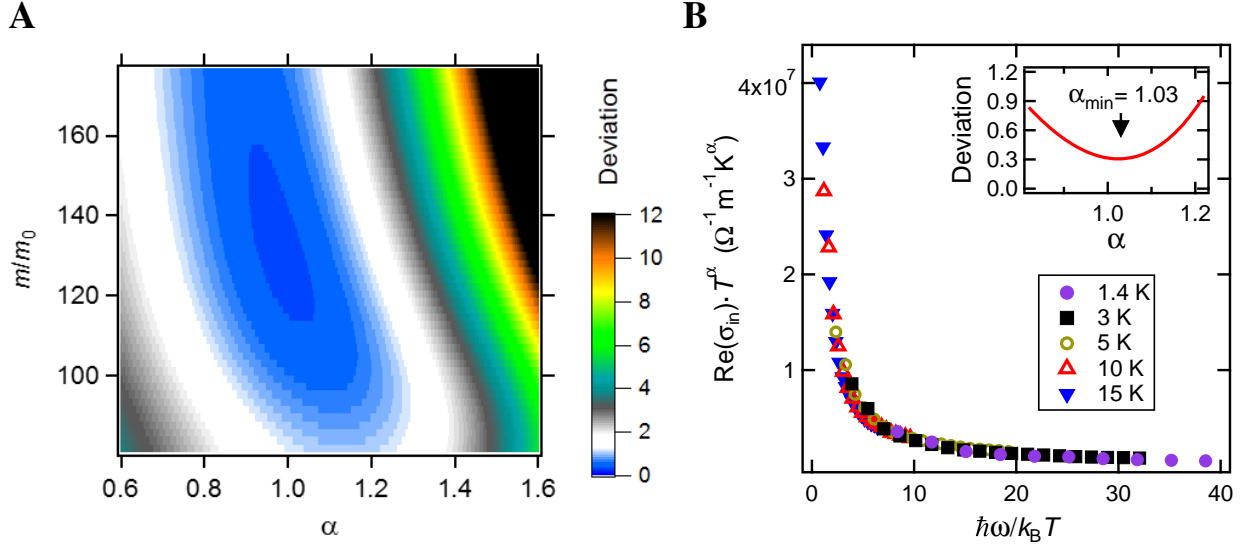 A
m/m0
160
140
120
100
0.6 0.8 1.0 1.2 1.4 1.6
α
Deviation
12
10
8
6
4
2
0
B
Re(σin)·T^α (Ω^-1 m^-1 K^α)
4x10^7
3
2
1
0 10 20 30 40
ħω/kBT
Deviation
1.2
0.9
0.6
0.3
0.0
αmin = 1.03
1.0 1.2
α
1.4 K
3 K
5 K
10 K
15 K